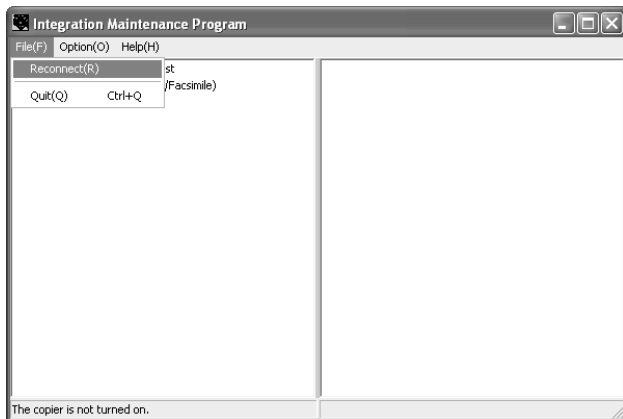 Integration Maintenance Program
File(F) Option(O) Help(H)
Reconnect(R)
st
Quit(Q) Ctrl+Q
/Facsimile)
The copier is not turned on.